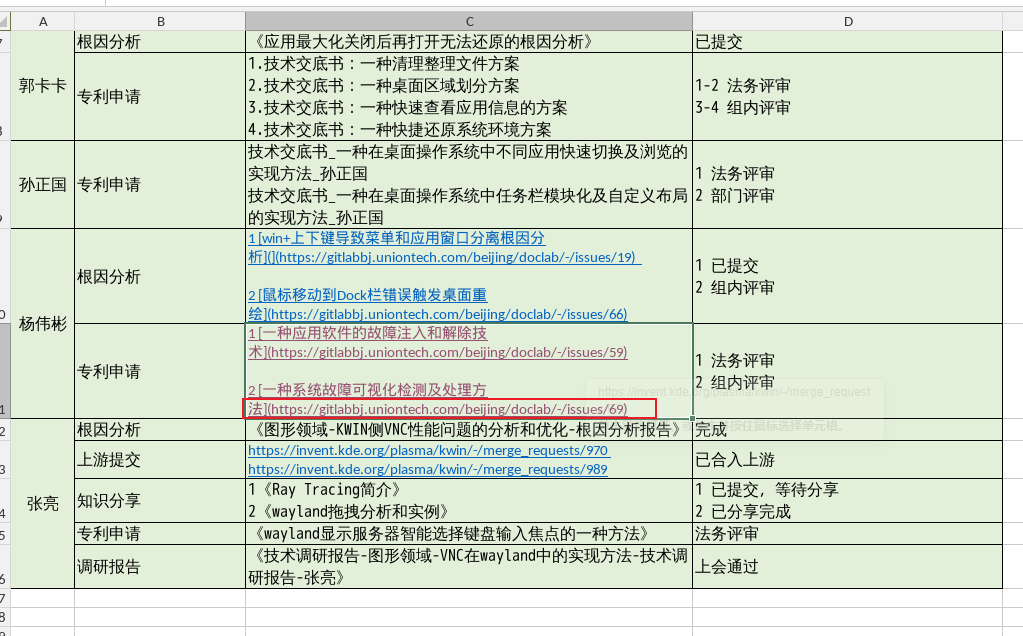 A B C D
根因分析 《应用最大化关闭后再打开无法还原的根因分析》 已提交
郭卡卡
专利申请
1.技术交底书：一种清理整理文件方案
2.技术交底书：一种桌面区域划分方案
3.技术交底书：一种快速查看应用信息的方案
4.技术交底书：一种快捷还原系统环境方案
1-2 法务评审
3-4 组内评审
孙正国
专利申请
技术交底书_一种在桌面操作系统中不同应用快速切换及浏览的
实现方法_孙正国
技术交底书_一种在桌面操作系统中任务栏模块化及自定义布局
的实现方法_孙正国
1 法务评审
2 部门评审
杨伟彬
根因分析
1 [win+上下键导致菜单和应用窗口分离根因分
析](](https://gitlabbj.uniontech.com/beijing/doclab/-/issues/19)
2 [鼠标移动到Dock栏错误触发桌面重
绘](https://gitlabbj.uniontech.com/beijing/doclab/-/issues/66)
1 已提交
2 组内评审
专利申请
1 [一种应用软件的故障注入和解除技
术](https://gitlabbj.uniontech.com/beijing/doclab/-/issues/59)
2 [一种系统故障可视化检测及处理方
法](https://gitlabbj.uniontech.com/beijing/doclab/-/issues/69)
1 法务评审
2 组内评审
https://invent.kde.org/plasma/kwin/-/merge_request
按住鼠标选择单元格。
张亮
根因分析 《图形领域-KWIN侧VNC性能问题的分析和优化-根因分析报告》 完成
上游提交
https://invent.kde.org/plasma/kwin/-/merge_requests/970
https://invent.kde.org/plasma/kwin/-/merge_requests/989
已合入上游
知识分享
1《Ray Tracing简介》
2《wayland拖拽分析和实例》
1 已提交, 等待分享
2 已分享完成
专利申请 《wayland显示服务器智能选择键盘输入焦点的一种方法》 法务评审
调研报告
《技术调研报告-图形领域-VNC在wayland中的实现方法-技术调
研报告-张亮》
上会通过